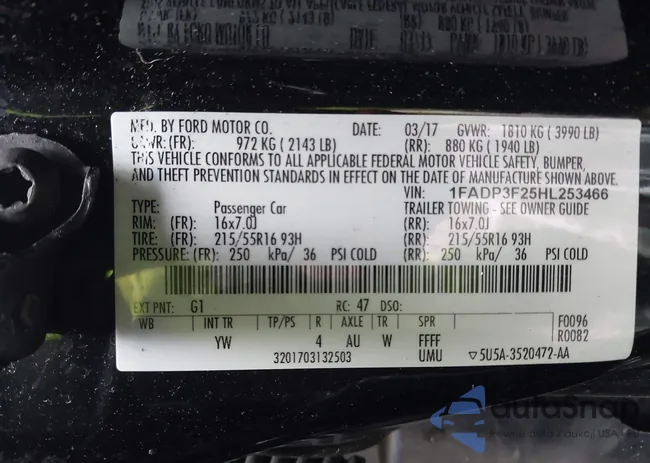 MFD. BY FORD MOTOR CO. DATE: 03/17 GVWR: 1810 KG ( 3990 LB)
GAWR: (FR): 972 KG ( 2143 LB) (RR): 880 KG ( 1940 LB)
THIS VEHICLE CONFORMS TO ALL APPLICABLE FEDERAL MOTOR VEHICLE SAFETY, BUMPER,
AND THEFT PREVENTION STANDARDS IN EFFECT ON THE DATE OF MANUFACTURE SHOWN ABOVE.
VIN: 1FADP3F25HL253466
TYPE: Passenger Car TRAILER TOWING - SEE OWNER GUIDE
RIM: (FR) 16x7.0J (RR) 16x7.0J
TIRE: (FR) 215/55R16 93H (RR) 215/55R16 93H
PRESSURE: (FR) 250 kPa/ 36 PSI COLD (RR) 250 kPa/ 36 PSI COLD
EXT PNT: G1 RC: 47 DSO: F0096
WB INT TR TP/PS R AXLE TR SPR R0082
YW 4 AU W FFFF
3201703132503 UMU ▽5U5A-3520472-AA
autoSnap